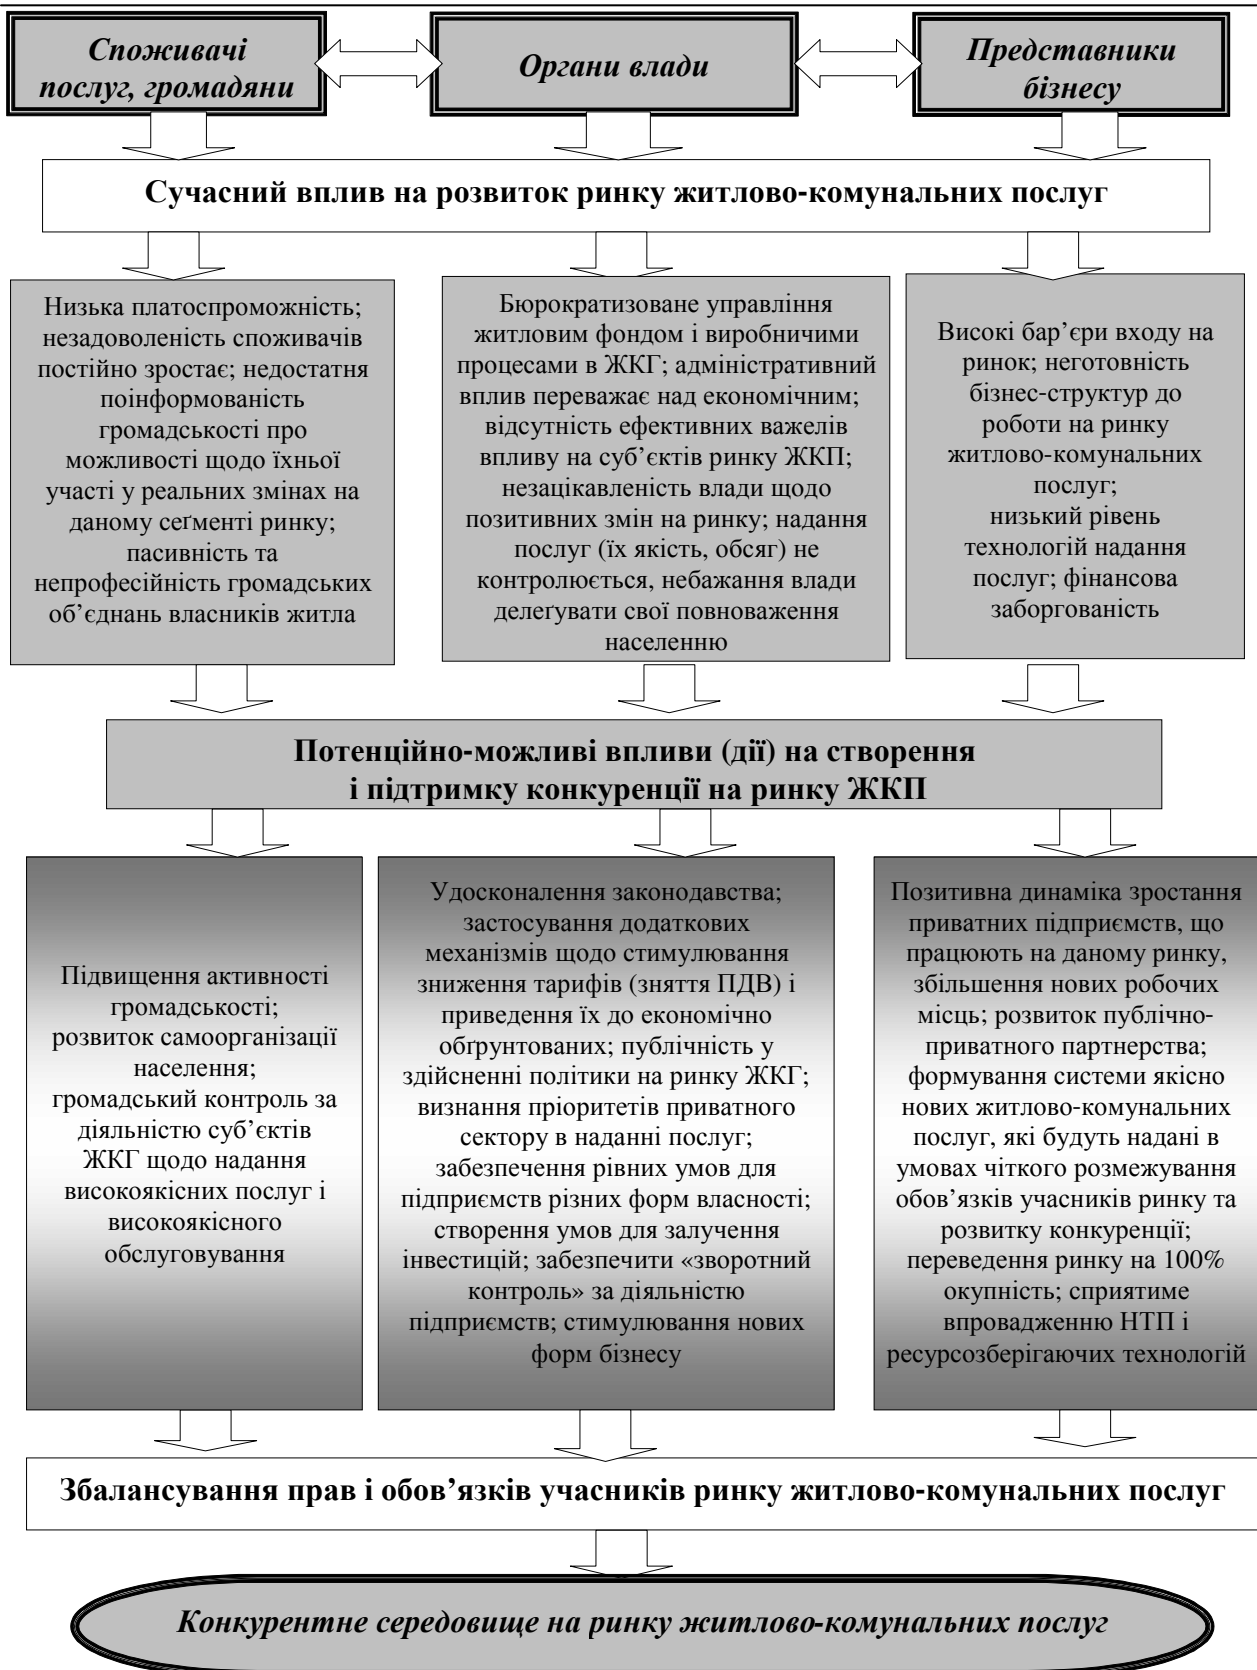 Споживачі
послуг, громадяни
Органи влади
Представники
бізнесу
Сучасний вплив на розвиток ринку житлово-комунальних послуг
Низька платоспроможність;
незадоволеність споживачів
постійно зростає; недостатня
поінформованість
громадськості про
можливості щодо їхньої
участі у реальних змінах на
даному сеґменті ринку;
пасивність та
непрофесійність громадських
об’єднань власників житла
Бюрократизоване управління
житловим фондом і виробничими
процесами в ЖКГ; адміністративний
вплив переважає над економічним;
відсутність ефективних важелів
впливу на суб’єктів ринку ЖКП;
незацікавленість влади щодо
позитивних змін на ринку; надання
послуг (їх якість, обсяг) не
контролюється, небажання влади
делеґувати свої повноваження
населенню
Високі бар’єри входу на
ринок; неготовність
бізнес-структур до
роботи на ринку
житлово-комунальних
послуг;
низький рівень
технологій надання
послуг; фінансова
заборгованість
Потенційно-можливі впливи (дії) на створення
і підтримку конкуренції на ринку ЖКП
Підвищення активності
громадськості;
розвиток самоорганізації
населення;
громадський контроль за
діяльністю суб’єктів
ЖКГ щодо надання
високоякісних послуг і
високоякісного
обслуговування
Удосконалення законодавства;
застосування додаткових
механізмів щодо стимулювання
зниження тарифів (зняття ПДВ) і
приведення їх до економічно
обґрунтованих; публічність у
здійсненні політики на ринку ЖКГ;
визнання пріоритетів приватного
сектору в наданні послуг;
забезпечення рівних умов для
підприємств різних форм власності;
створення умов для залучення
інвестицій; забезпечити «зворотний
контроль» за діяльністю
підприємств; стимулювання нових
форм бізнесу
Позитивна динаміка зростання
приватних підприємств, що
працюють на даному ринку,
збільшення нових робочих
місць; розвиток публічно-
приватного партнерства;
формування системи якісно
нових житлово-комунальних
послуг, які будуть надані в
умовах чіткого розмежування
обов’язків учасників ринку та
розвитку конкуренції;
переведення ринку на 100%
окупність; сприятиме
впровадженню НТП і
ресурсозберігаючих технологій
Збалансування прав і обов’язків учасників ринку житлово-комунальних послуг
Конкурентне середовище на ринку житлово-комунальних послуг